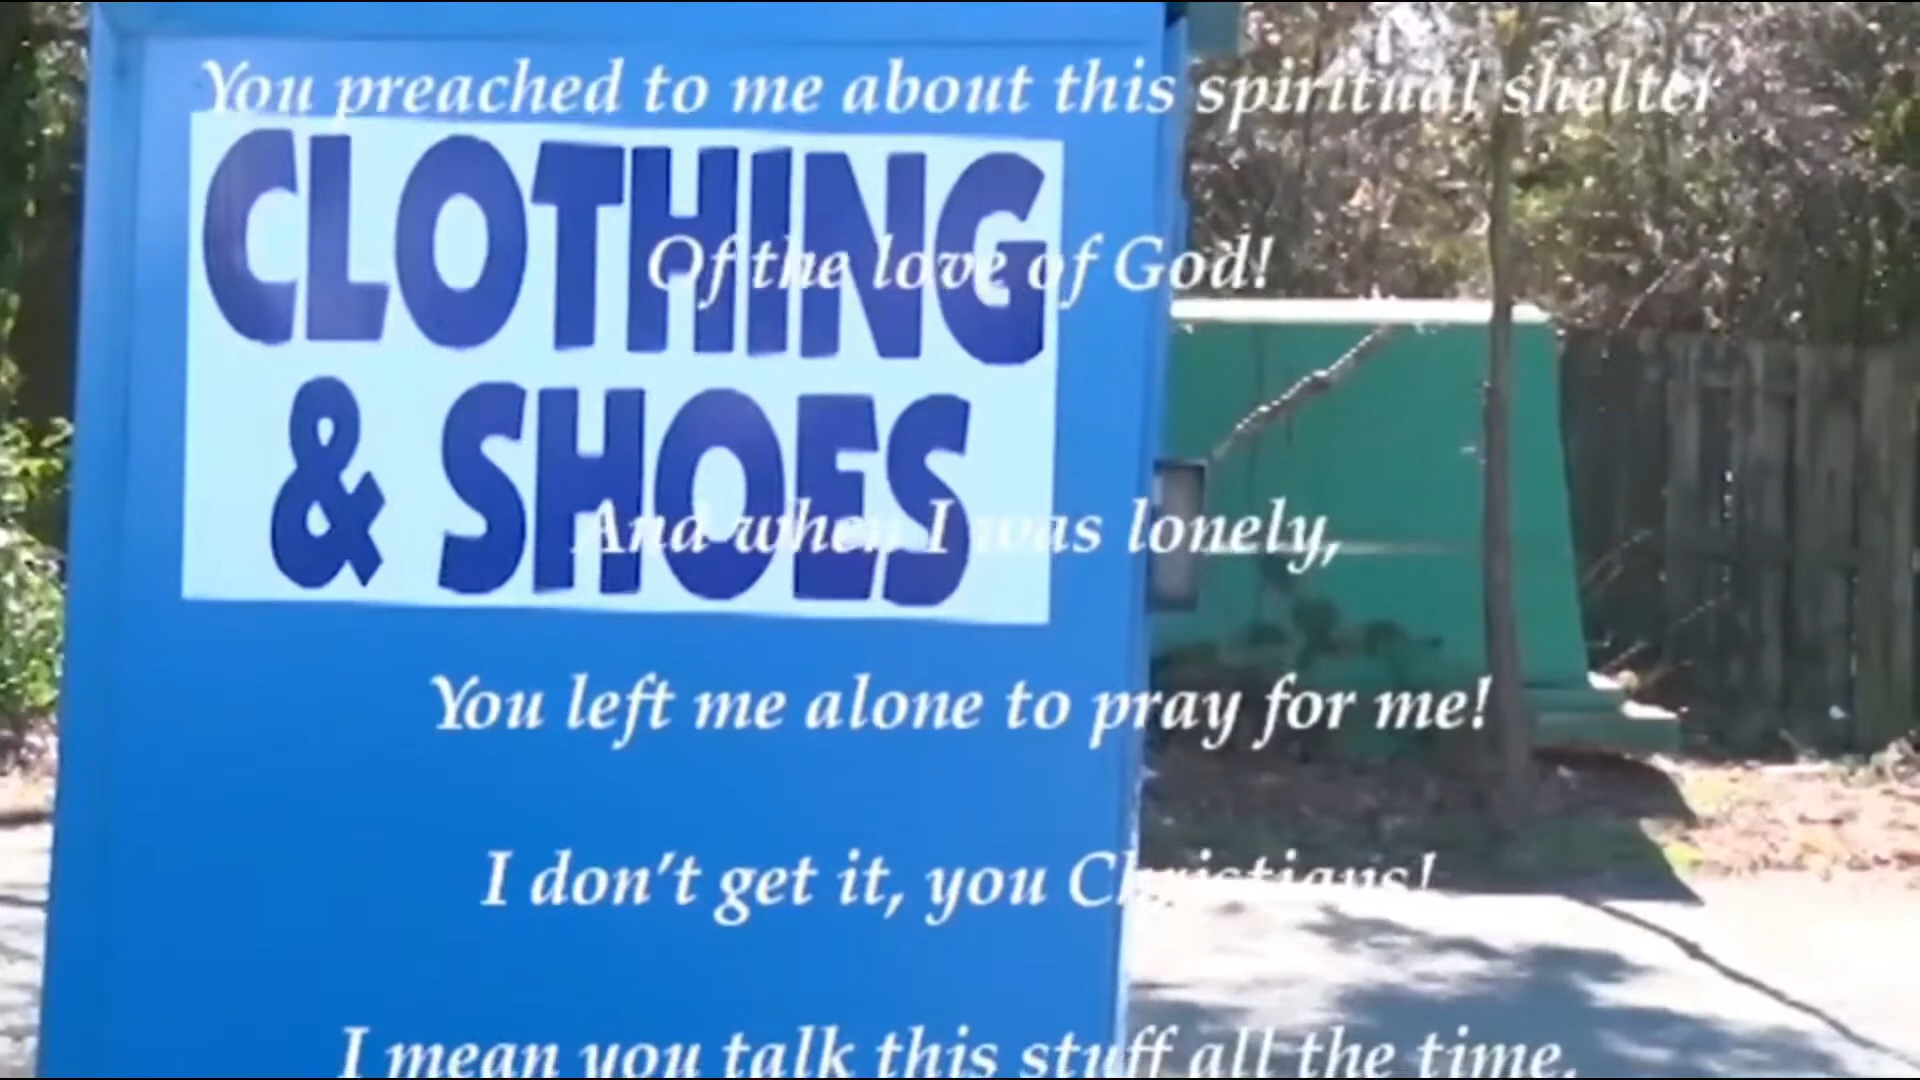 You preached to me about this spiritual shelter
CLOTHING
Of the love of God!
& SHOES
And when I was lonely,
You left me alone to pray for me!
I don't get it, you Christians!
I mean you talk this stuff all the time.